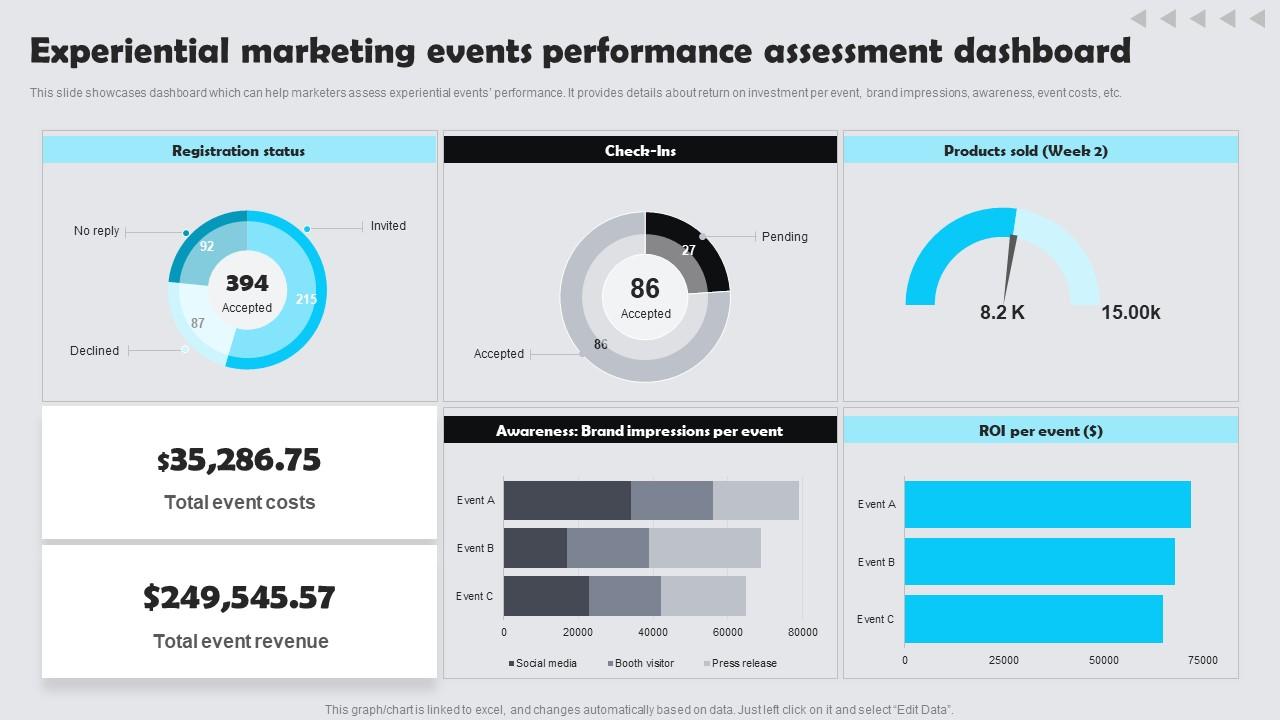 Experiential marketing events performance assessment dashboard
This slide showcases dashboard which can help marketers assess experiential events' performance. It provides details about return on investment per event, brand impressions, awareness, event costs, etc.
Registration status
No reply
Invited
92
394
Accepted
215
87
Declined
Check-Ins
Pending
27
86
Accepted
86
Accepted
Products sold (Week 2)
8.2 K
15.00k
$35,286.75
Total event costs
$249,545.57
Total event revenue
Awareness: Brand impressions per event
Event A
Event B
Event C
0 20000 40000 60000 80000
Social media Booth visitor Press release
ROI per event ($)
Event A
Event B
Event C
0 25000 50000 75000
This graph/chart is linked to excel, and changes automatically based on data. Just left click on it and select “Edit Data”.